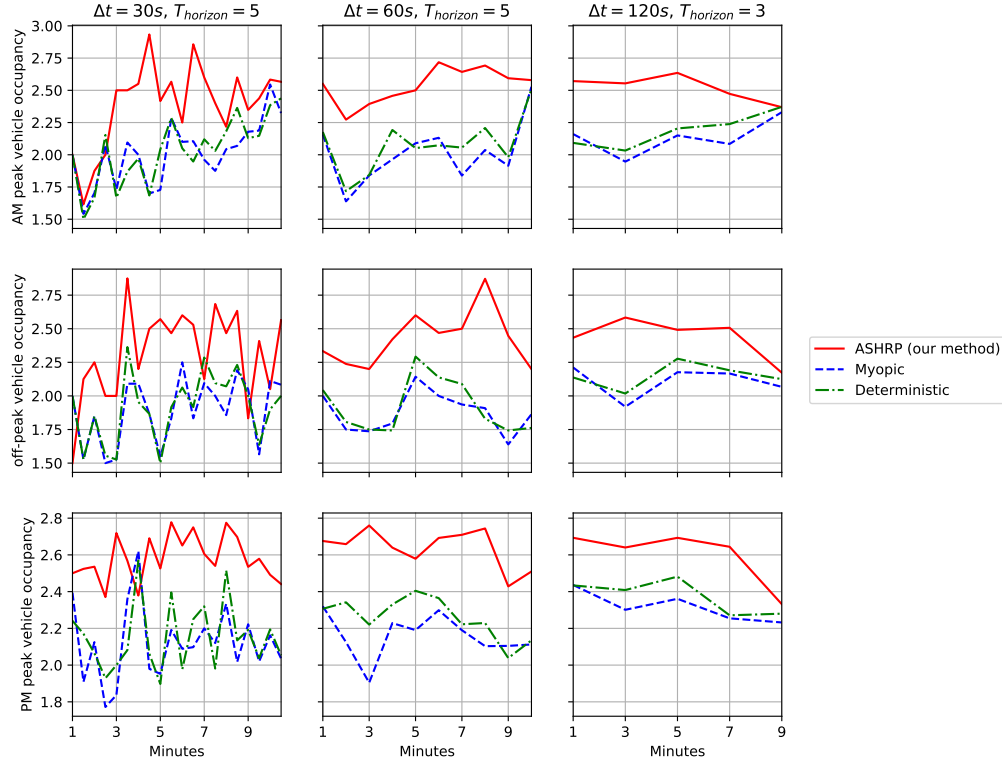 Δt = 30s, T_horizon = 5
Δt = 60s, T_horizon = 5
Δt = 120s, T_horizon = 3
AM peak vehicle occupancy
3.00
2.75
2.50
2.25
2.00
1.75
1.50
off-peak vehicle occupancy
2.75
2.50
2.25
2.00
1.75
1.50
ASHRP (our method)
Myopic
Deterministic
PM peak vehicle occupancy
2.8
2.6
2.4
2.2
2.0
1.8
1 3 5 7 9
1 3 5 7 9
1 3 5 7 9
Minutes
Minutes
Minutes